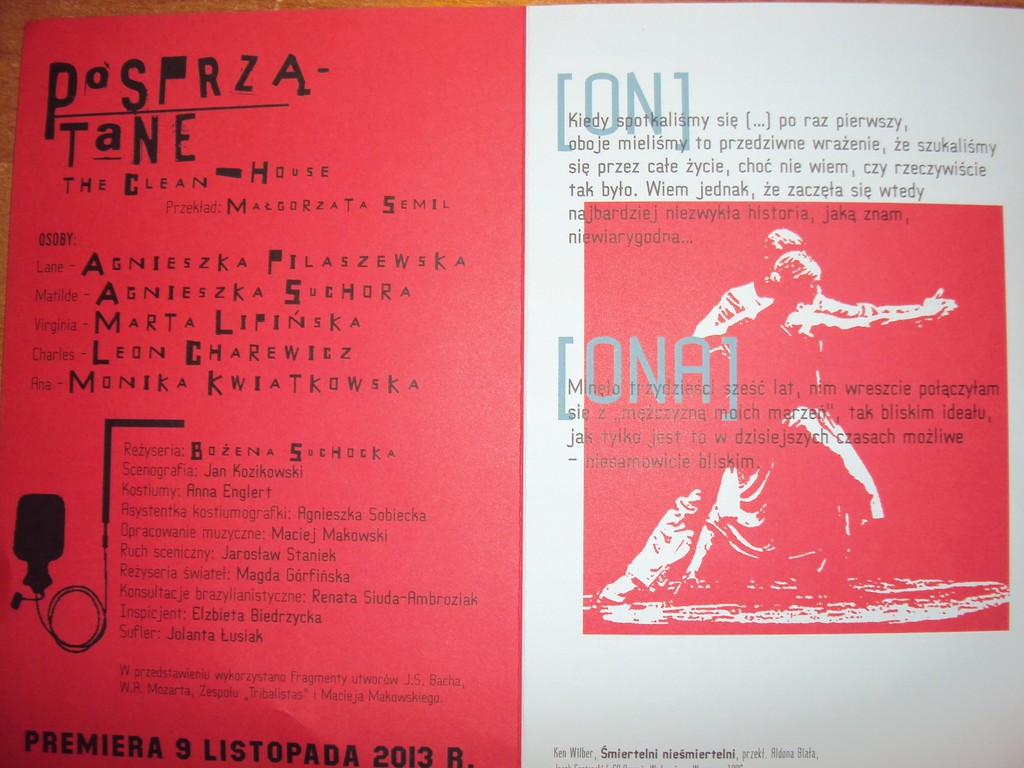 POSPRZĄ-
TANE
THE CLEAN HOUSE
Przekład: MAŁGORZATA SEMIL
OSOBY:
Lane - AGNIESZKA PILASZEWSKA
Matilde - AGNIESZKA SUCHORA
Virginia - MARTA LIPIŃSKA
Charles - LEON CHAREWICZ
Ana - MONIKA KWIATKOWSKA
Reżyseria: BOŻENA SUCHOCKA
Scenografia: Jan Kozikowski
Kostiumy: Anna Englert
Asystentka kostiumografki: Agnieszka Sobiecka
Opracowanie muzyczne: Maciej Makowski
Ruch sceniczny: Jarosław Staniek
Reżyseria świateł: Magda Górfińska
Konsultacje brazylianistyczne: Renata Siuda-Ambroziak
Inspicjent: Elzbieta Biedrzycka
Sufler: Jolanta Łusiak
W przedstawieniu wykorzystano fragmenty utworów J.S. Bacha,
W.A. Mozarta, Zespołu „Tribalistas" i Macieja Makowskiego.
PREMIERA 9 LISTOPADA 2013 R.
[ON]
Kiedy spotkaliśmy się (...) po raz pierwszy,
oboje mieliśmy to przedziwne wrażenie, że szukaliśmy
się przez całe życie, choć nie wiem, czy rzeczywiście
tak było. Wiem jednak, że zaczęła się wtedy
najbardziej niezwykła historia, jaką znam,
niewiarygodna...
[ONA]
Minęło trzydzieści sześć lat, nim wreszcie połączyłam
się z „mężczyzną moich marzeń", tak bliskim ideału,
jak tylko jest to w dzisiejszych czasach możliwe
– niesamowicie bliskim.
Ken Wilber, Śmiertelni nieśmiertelni, przekł. Aldona Biała,